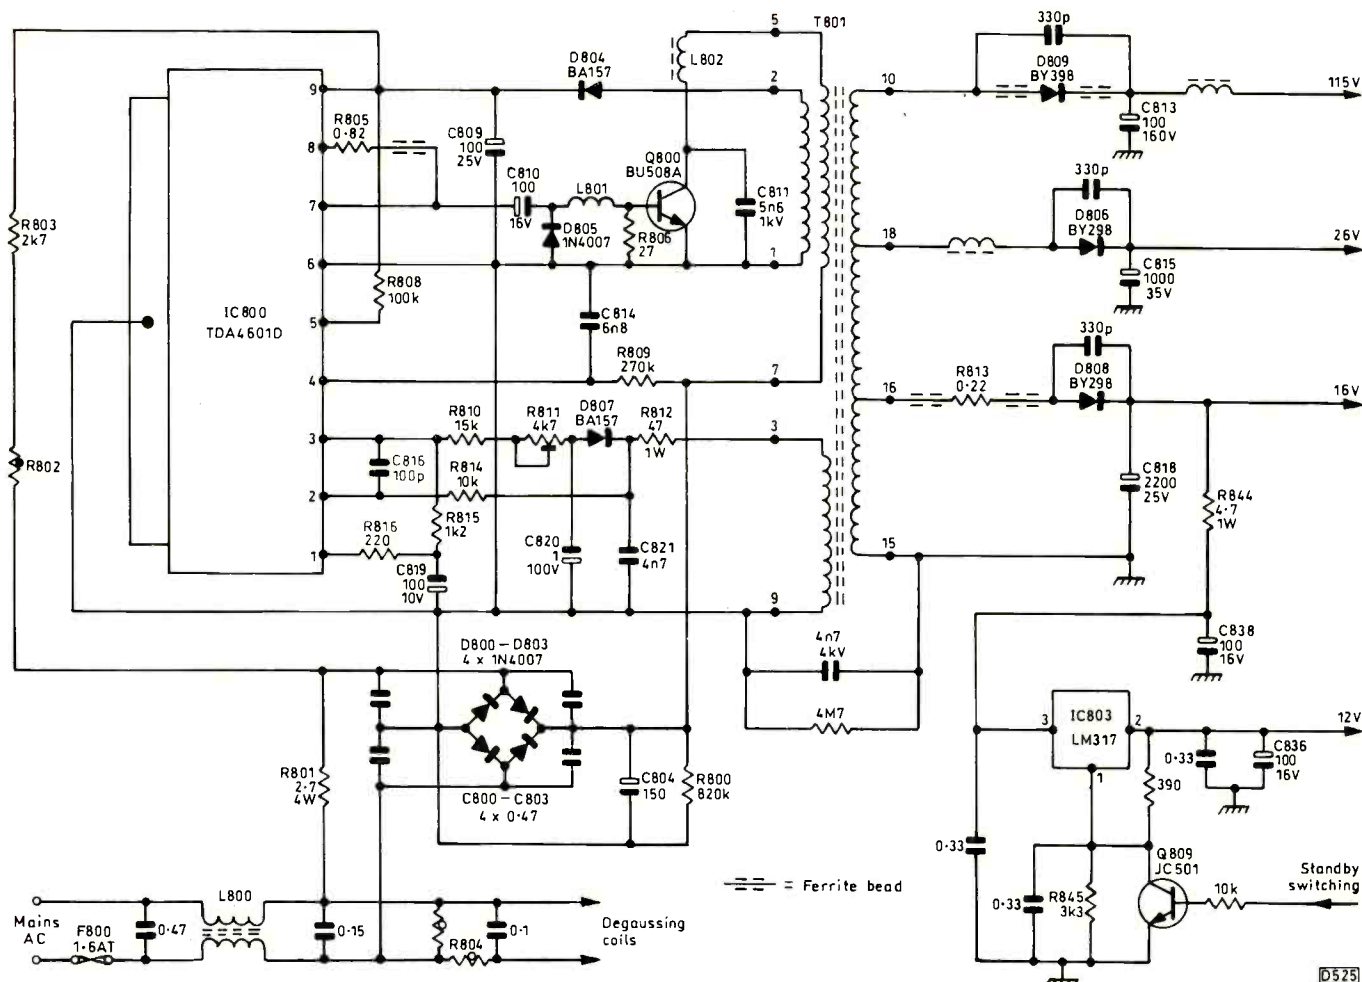 5
T801
330p
L802
D804
BA157
D809
BY398
2
10
115V
9
R805
0·82
C809
100
25V
C813
100
160V
8
Q800
BU508A
330p
C810
100
16V
L801
C811
5n6
1kV
7
D806
BY298
R803
2k7
D805
1N4007
R806
27
18
26V
6
1
R808
100k
C815
1000
35V
IC800
TDA4601D
5
C814
6n8
330p
R809
270k
R813
0·22
D808
BY298
4
7
16
16V
R810
15k
R811
4k7
D807
BA157
R812
47
1W
3
3
R802
C816
100p
R814
10k
C818
2200
25V
R844
4·7
1W
2
R815
1k2
R816
220
C820
1
100V
C821
4n7
1
15
C819
100
10V
9
4n7
4kV
C838
100
16V
D800-D803
4 x 1N4007
4M7
3
IC803
LM317
2
12V
1
0·33
C836
100
16V
R801
2·7
4W
C804
150
R800
820k
390
C800-C803
4 x 0·47
0·33
Q809
JC501
Standby
switching
= Ferrite bead
0·33
R845
3k3
10k
L800
Mains
AC
F800
1·6AT
0·47
0·15
R804
0·1
Degaussing
coils
D525